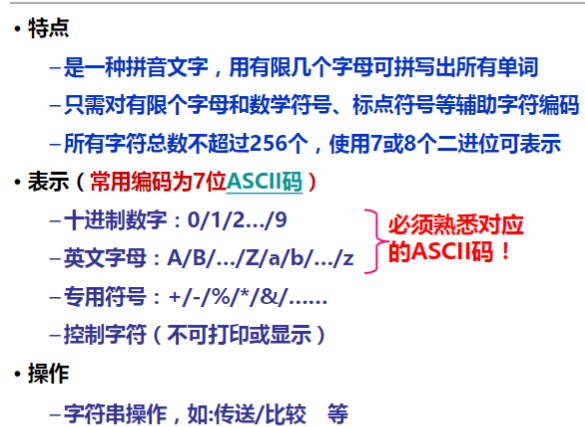 • 特点
–是一种拼音文字，用有限几个字母可拼写出所有单词
–只需对有限个字母和数学符号、标点符号等辅助字符编码
–所有字符总数不超过256个，使用7或8个二进位可表示
• 表示（常用编码为7位ASCII码）
–十进制数字：0/1/2…/9
–英文字母：A/B/…/Z/a/b/…/z
必须熟悉对应
的ASCII码！
–专用符号：+/-/%/*/&/……
–控制字符（不可打印或显示）
• 操作
–字符串操作，如:传送/比较 等